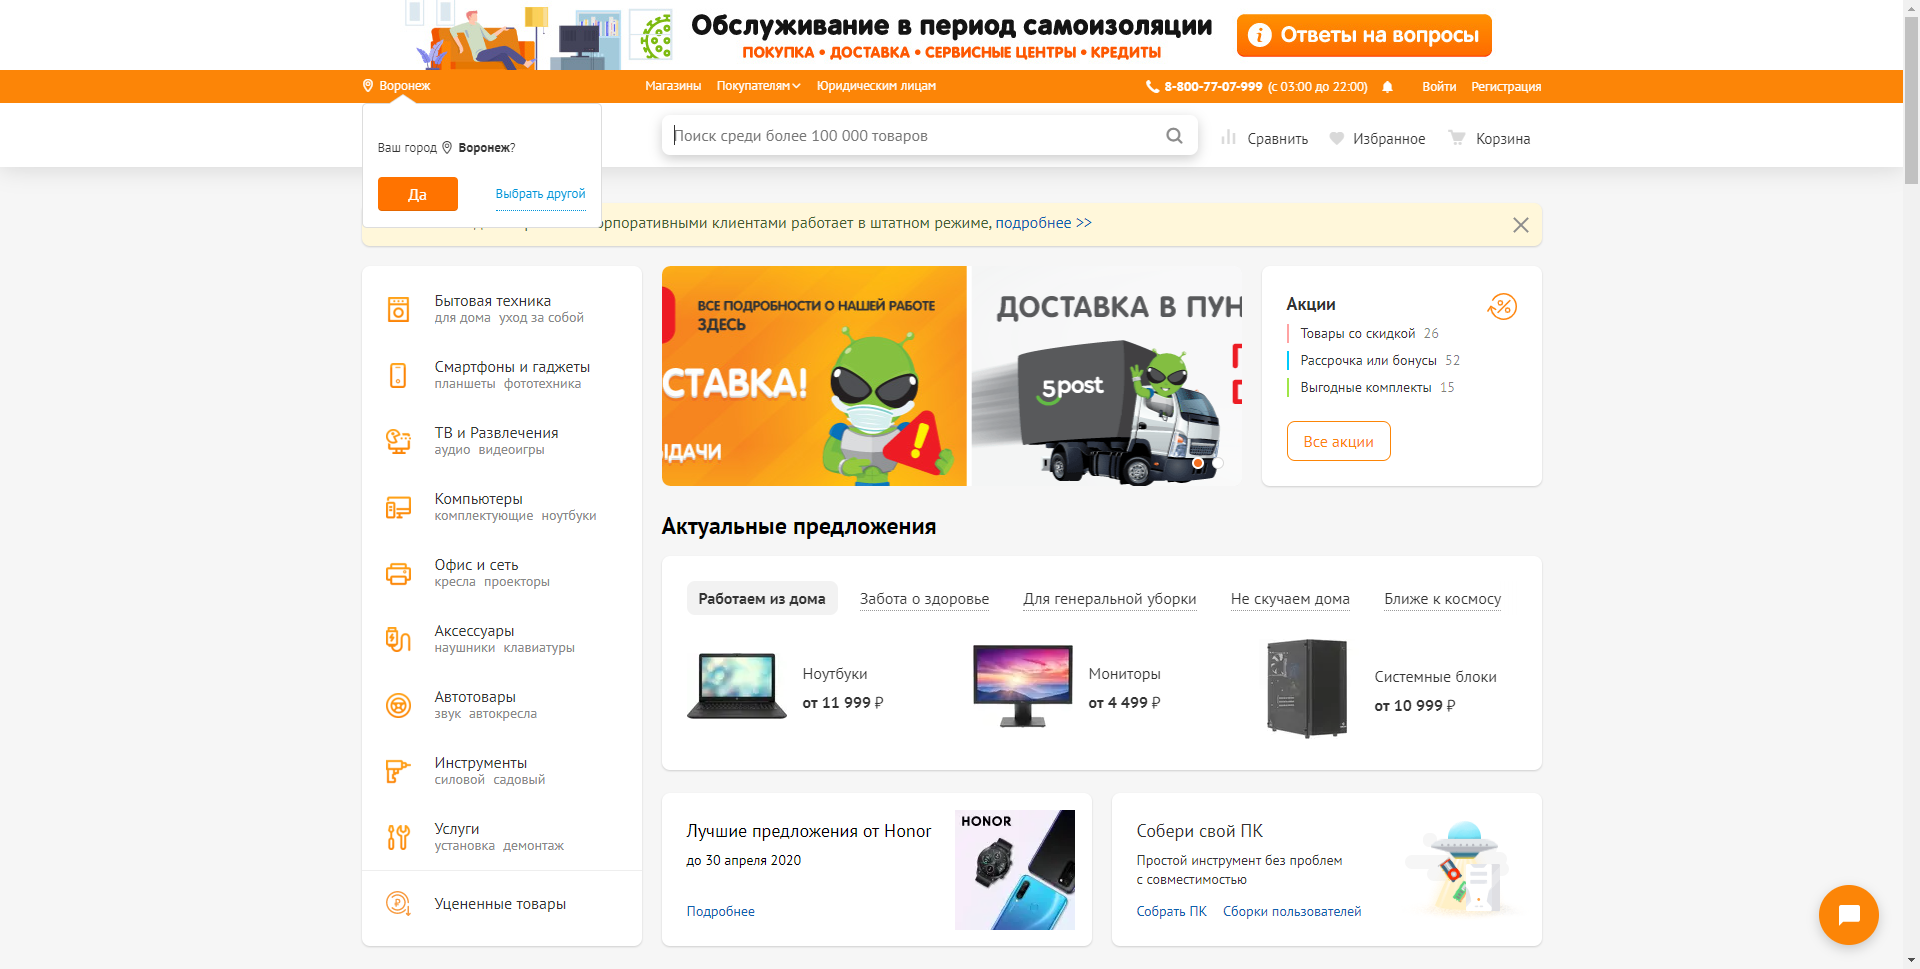 Обслуживание в период самоизоляции
ПОКУПКА • ДОСТАВКА • СЕРВИСНЫЕ ЦЕНТРЫ • КРЕДИТЫ
Ответы на вопросы
Воронеж
Магазины Покупателям Юридическим лицам
8-800-77-07-999 (с 03:00 до 22:00)
Войти Регистрация
Ваш город Воронеж?
Да Выбрать другой
Поиск среди более 100 000 товаров
Сравнить Избранное Корзина
орпоративными клиентами работает в штатном режиме, подробнее >>
Бытовая техника
для дома уход за собой
Смартфоны и гаджеты
планшеты фототехника
ТВ и Развлечения
аудио видеоигры
Компьютеры
комплектующие ноутбуки
Офис и сеть
кресла проекторы
Аксессуары
наушники клавиатуры
Автотовары
звук автокресла
Инструменты
силовой садовый
Услуги
установка демонтаж
Уцененные товары
ВСЕ ПОДРОБНОСТИ О НАШЕЙ РАБОТЕ
ЗДЕСЬ
СТАВКА!
ЫДАЧИ
ДОСТАВКА В ПУН
5post
Акции
Товары со скидкой 26
Рассрочка или бонусы 52
Выгодные комплекты 15
Все акции
Актуальные предложения
Работаем из дома Забота о здоровье Для генеральной уборки Не скучаем дома Ближе к космосу
Ноутбуки
от 11 999 ₽
Мониторы
от 4 499 ₽
Системные блоки
от 10 999 ₽
Лучшие предложения от Honor
до 30 апреля 2020
Подробнее
HONOR
Собери свой ПК
Простой инструмент без проблем
с совместимостью
Собрать ПК Сборки пользователей